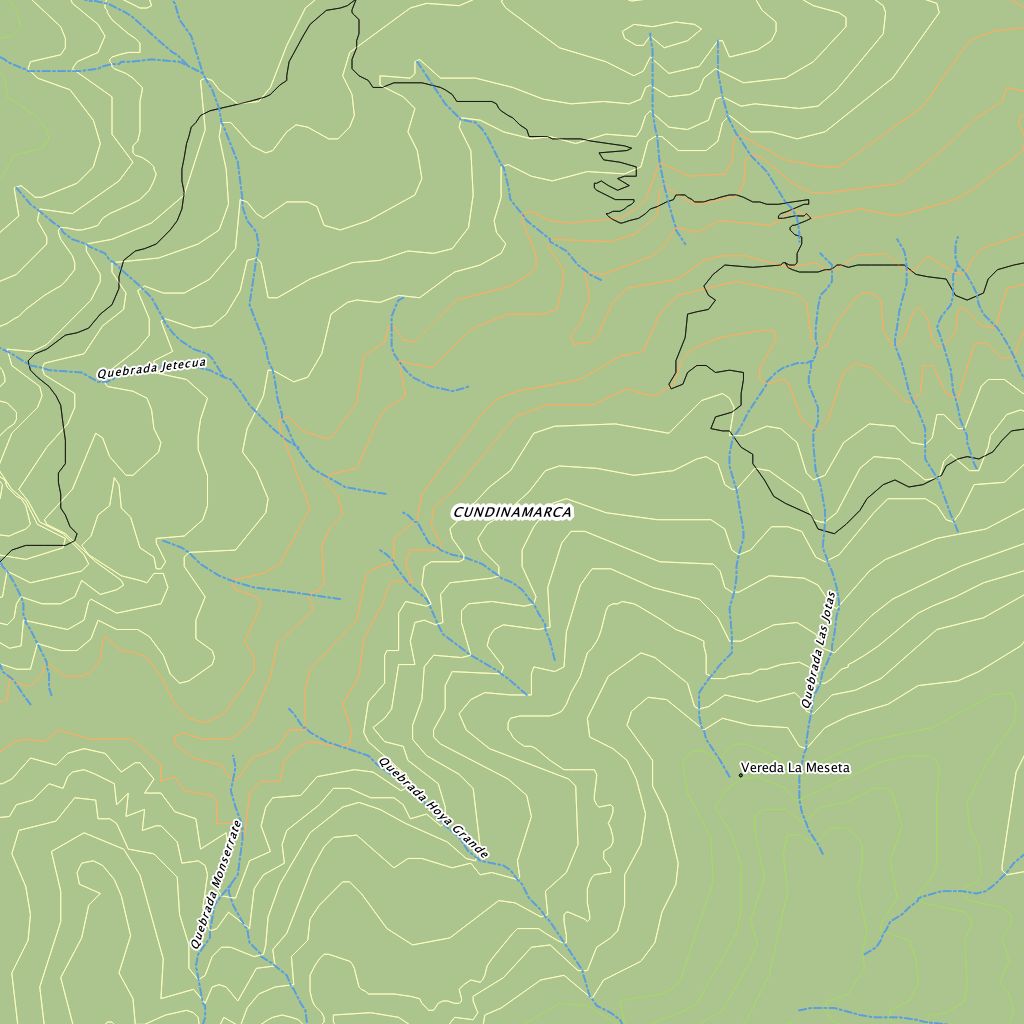 Quebrada Jetecua
CUNDINAMARCA
Quebrada Las Jotas
Vereda La Meseta
Quebrada Hoya Grande
Quebrada Monserrate